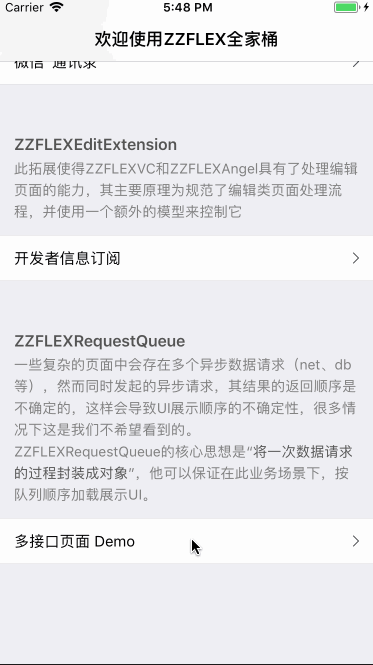 Carrier
5:48 PM
欢迎使用ZZFLEX全家桶
微信 通讯录
ZZFLEXEditExtension
此拓展使得ZZFLEXVC和ZZFLEXAngel具有了处理编辑
页面的能力，其主要原理为规范了编辑类页面处理流
程，并使用一个额外的模型来控制它
开发者信息订阅
ZZFLEXRequestQueue
一些复杂的页面中会存在多个异步数据请求（net、db
等），然而同时发起的异步请求，其结果的返回顺序是
不确定的，这样会导致UI展示顺序的不确定性，很多情
况下这是我们不希望看到的。
ZZFLEXRequestQueue的核心思想是“将一次数据请求
的过程封装成对象”，他可以保证在此业务场景下，按
队列顺序加载展示UI。
多接口页面 Demo